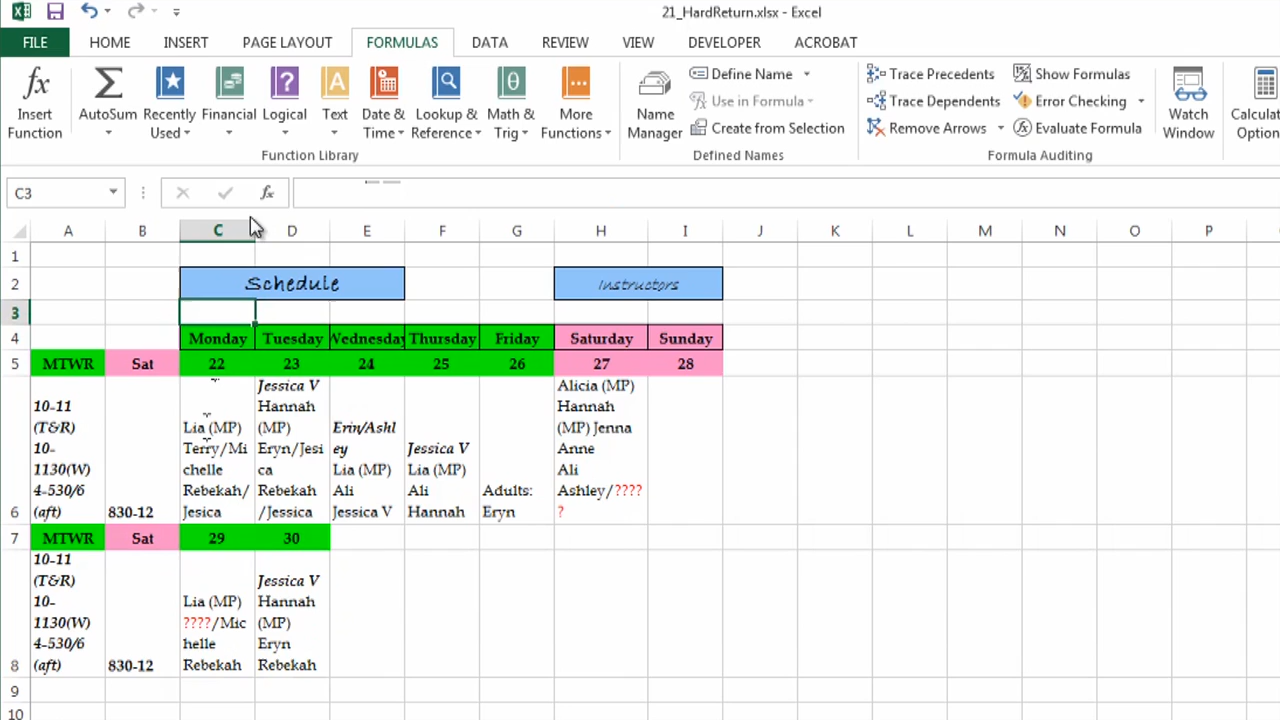 21_HardReturn.xlsx - Excel
FILE HOME INSERT PAGE LAYOUT FORMULAS DATA REVIEW VIEW DEVELOPER ACROBAT
fx Insert Function
Σ AutoSum
Recently Used
Financial
Logical
A Text
Date & Time
Lookup & Reference
θ Math & Trig
More Functions
Function Library
Name Manager
Define Name
Use in Formula
Create from Selection
Defined Names
Trace Precedents
Trace Dependents
Remove Arrows
Show Formulas
Error Checking
Evaluate Formula
Formula Auditing
Watch Window
C3 fx
A B C D E F G H I J K L M N O P
1
2 Schedule Instructors
3
4 Monday Tuesday Wednesday Thursday Friday Saturday Sunday
5 MTWR Sat 22 23 24 25 26 27 28
6
10-11
(T&R)
10-
1130(W)
4-530/6
(aft)
830-12
Lia (MP)
Terry/Mi
chelle
Rebekah/
Jesica
Jessica V
Hannah
(MP)
Eryn/Jesi
ca
Rebekah
/Jessica
Erin/Ashl
ey
Lia (MP)
Ali
Jessica V
Jessica V
Lia (MP)
Ali
Hannah
Adults:
Eryn
Alicia (MP)
Hannah
(MP) Jenna
Anne
Ali
Ashley/????
?
7 MTWR Sat 29 30
8
10-11
(T&R)
10-
1130(W)
4-530/6
(aft)
830-12
Lia (MP)
????/Mic
helle
Rebekah
Jessica V
Hannah
(MP)
Eryn
Rebekah
9
10